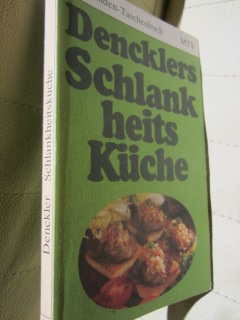 MTV
Dencklers
Schlank
heits
Küche
Denckler Schlankheitsküche